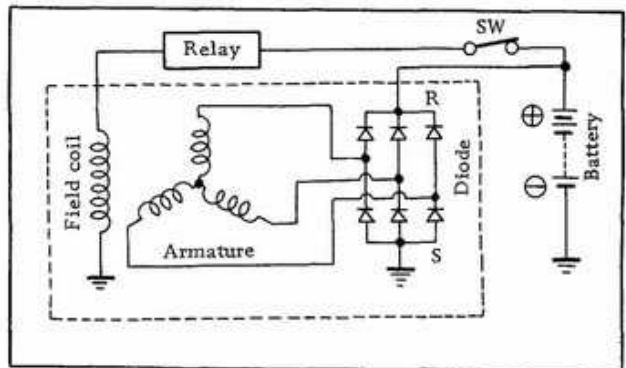 SW
Relay
R
Field coil
Diode
⊕
Battery
⊖
Armature
S